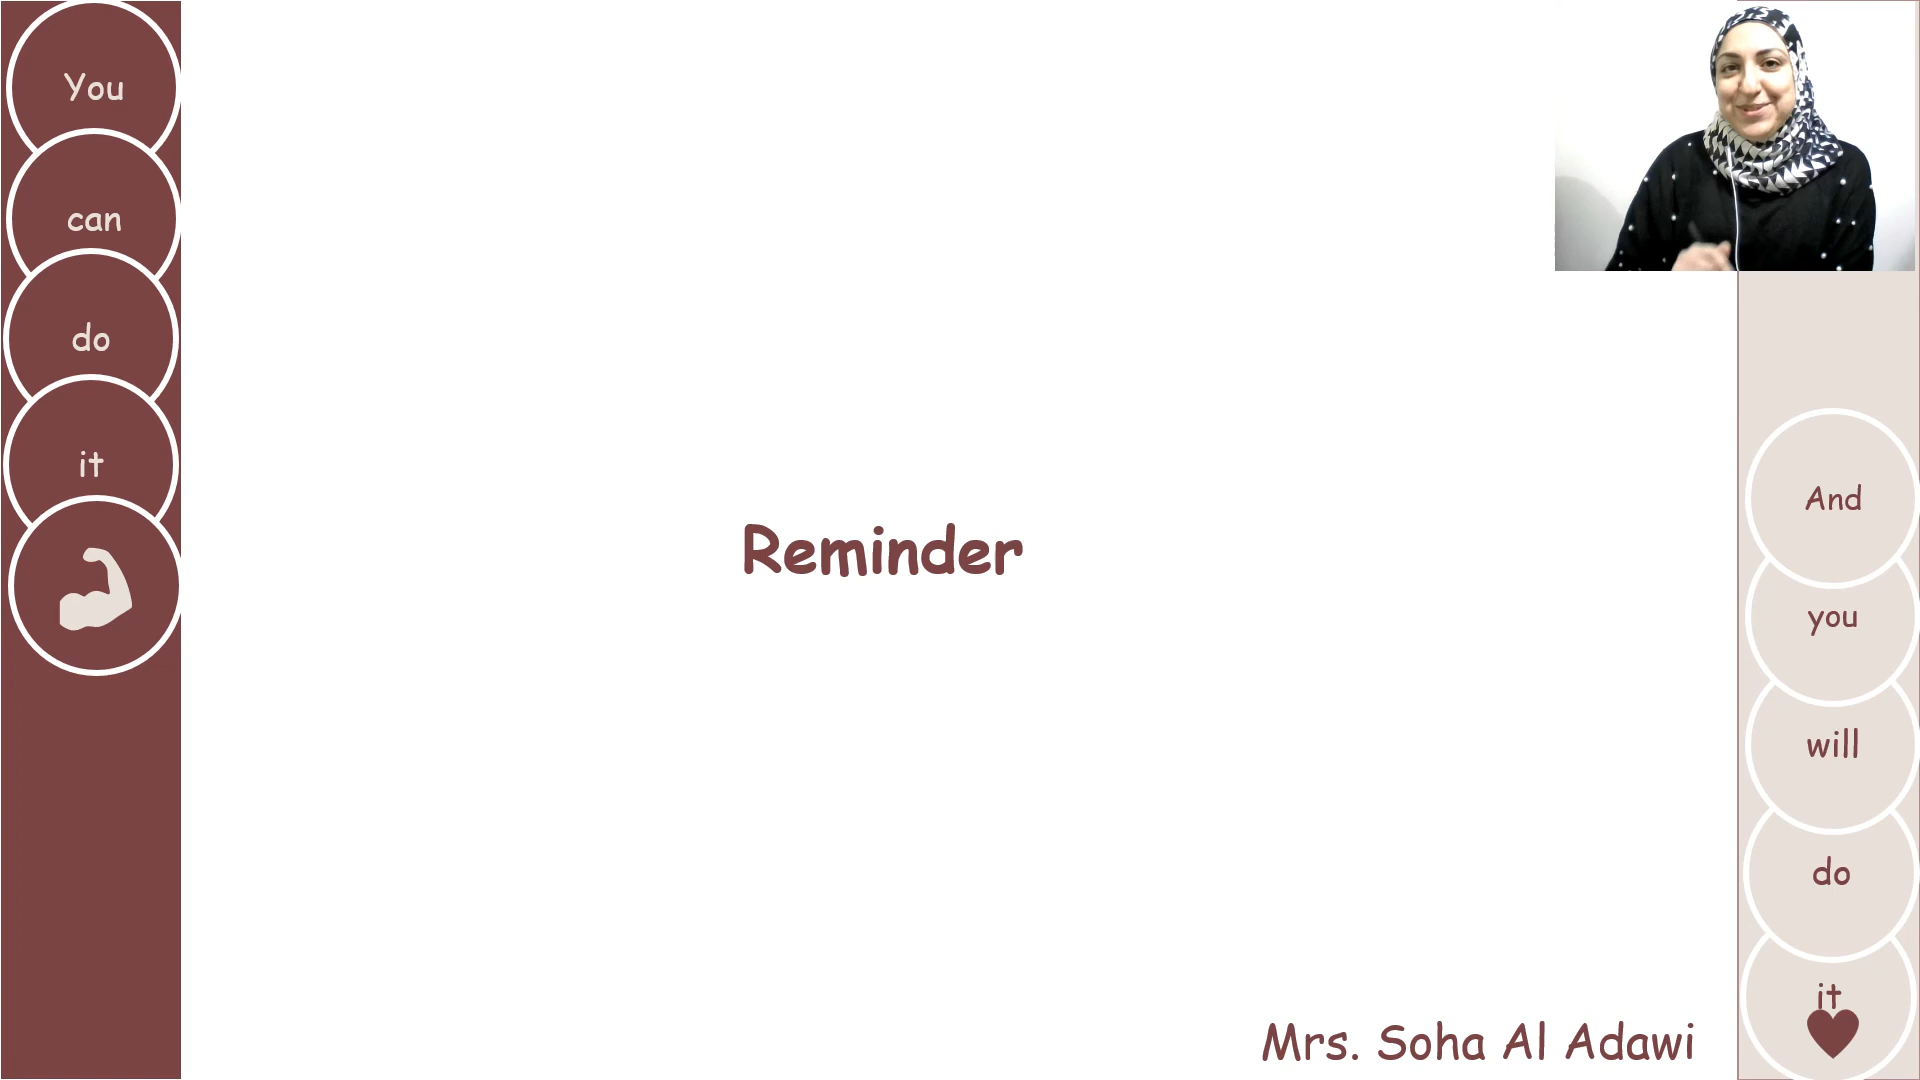 You
can
do
it
Reminder
And
you
will
do
it
Mrs. Soha Al Adawi